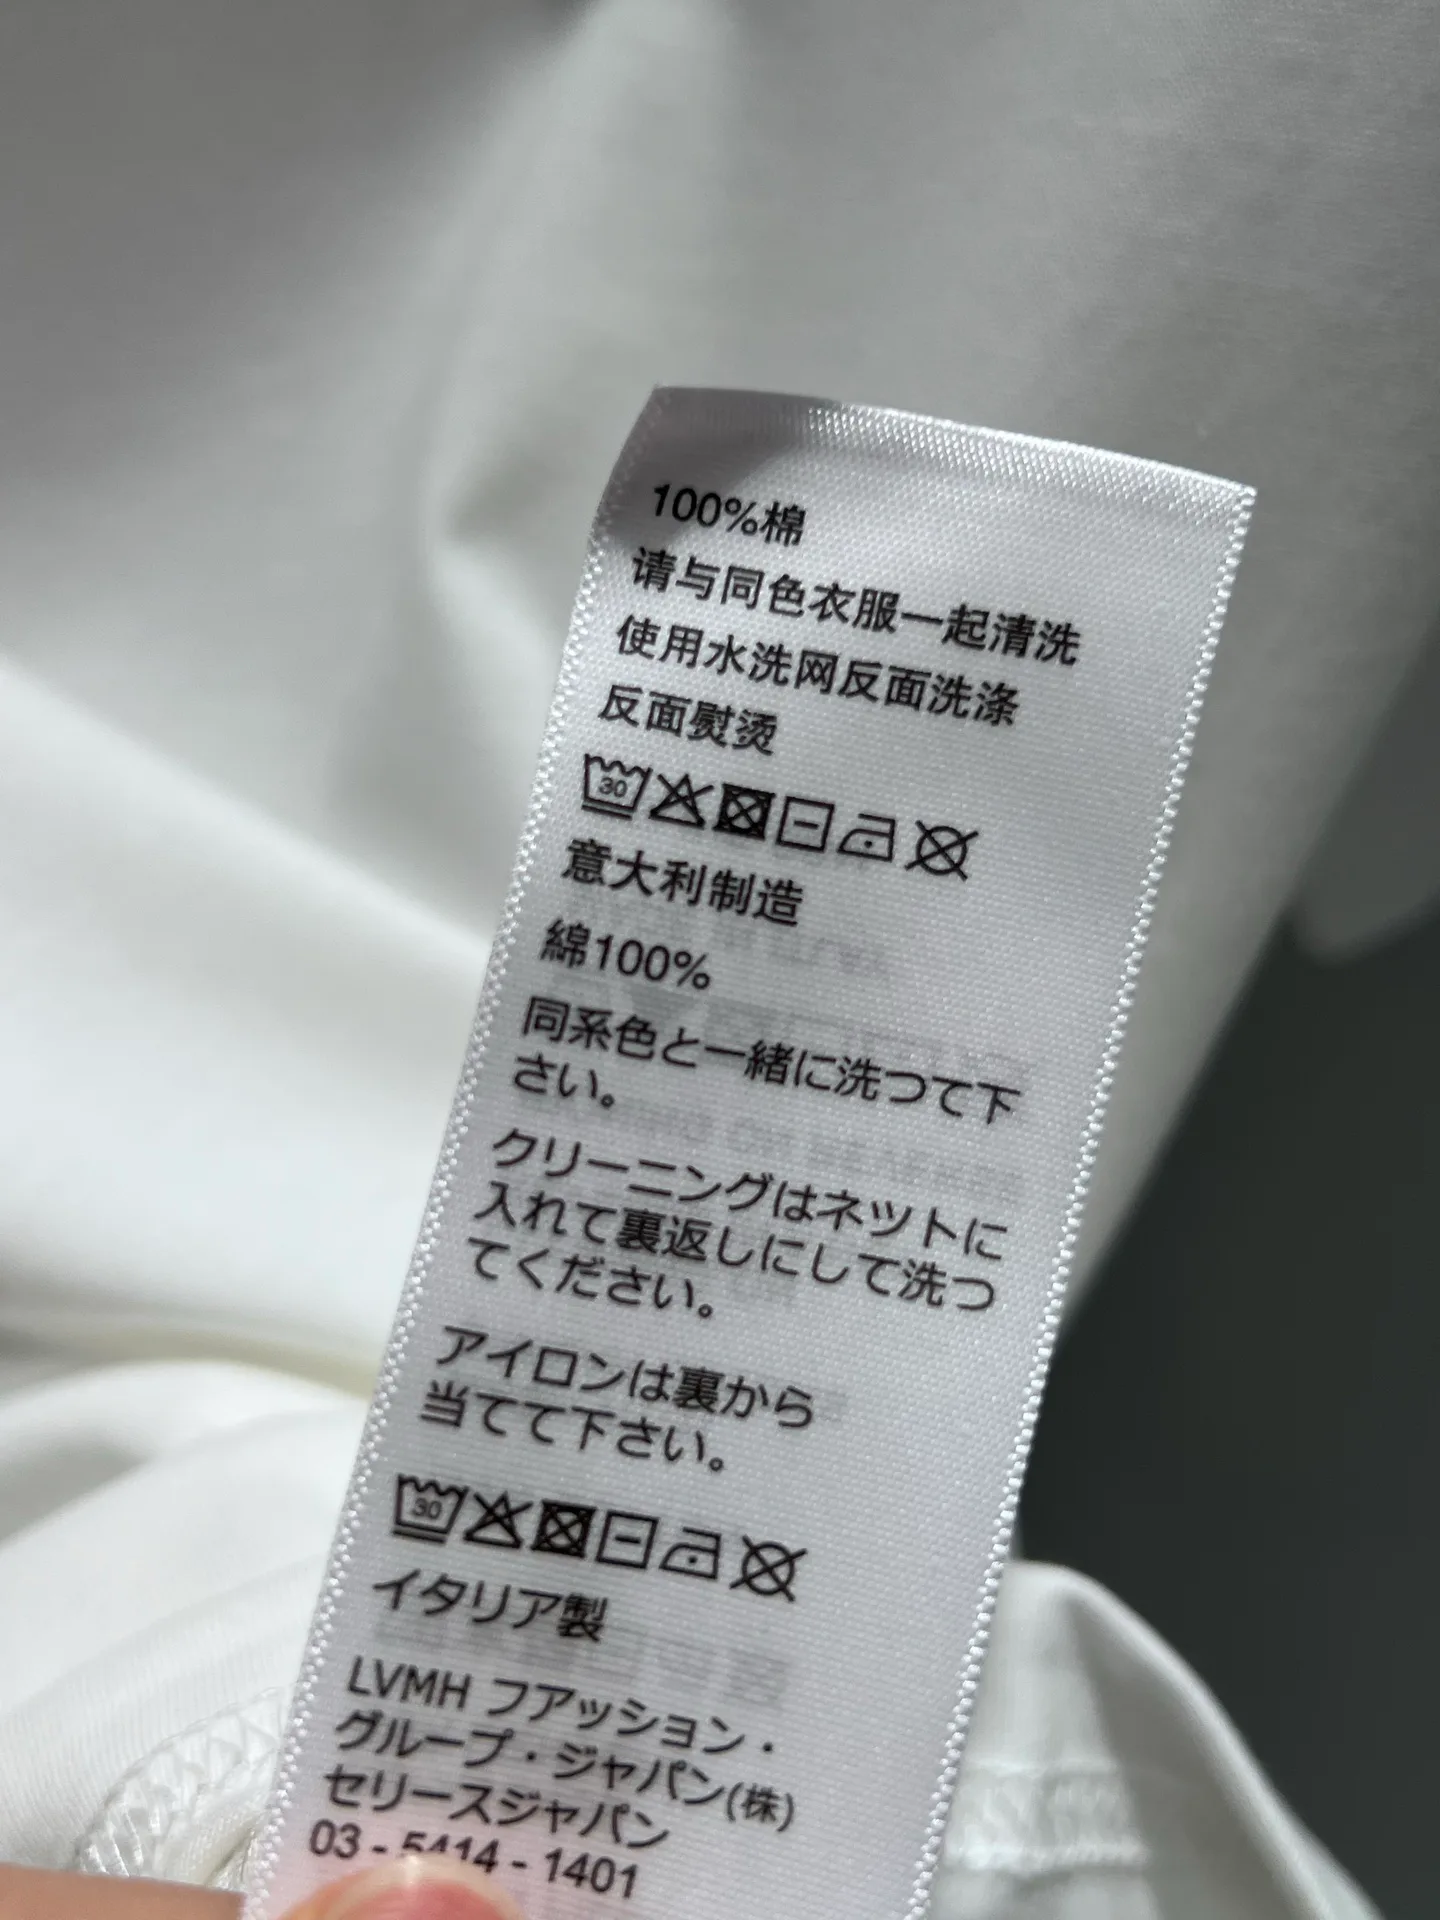 100%棉
请与同色衣服一起清洗
使用水洗网反面洗涤
反面熨烫
30
意大利制造
綿100%
同系色と一緒に洗つて下
さい。
クリーニングはネツトに
入れて裏返しにして洗つ
てください。
アイロンは裏から
当てて下さい。
30
イタリア製
LVMH フアッション・
グループ・ジャパン(株)
セリースジャパン
03 - 5414 - 1401